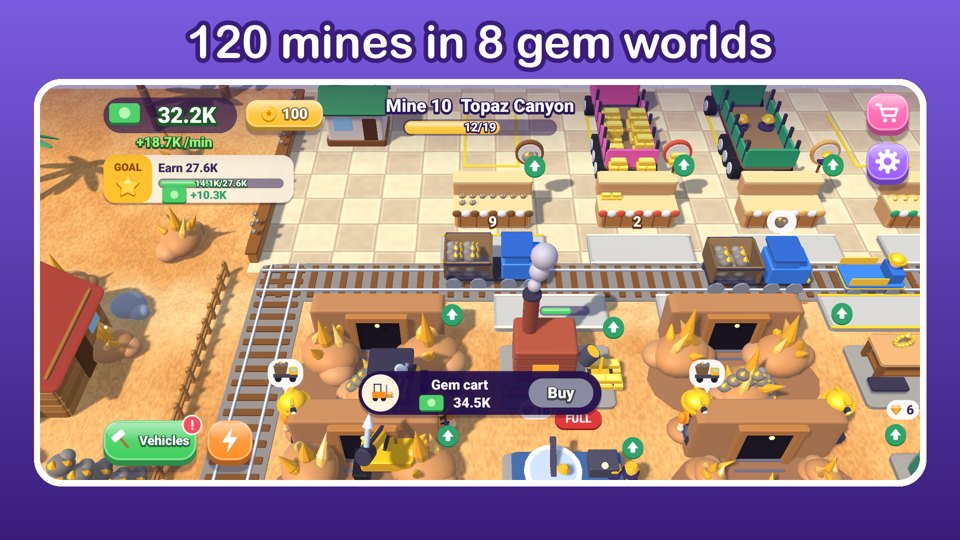 120 mines in 8 gem worlds
32.2K
100
Mine 10 Topaz Canyon
12/19
+18.7K /min
GOAL
Earn 27.6K
14.1K/27.6K
+10.3K
9
2
Gem cart
34.5K
Buy
FULL
6
Vehicles
!